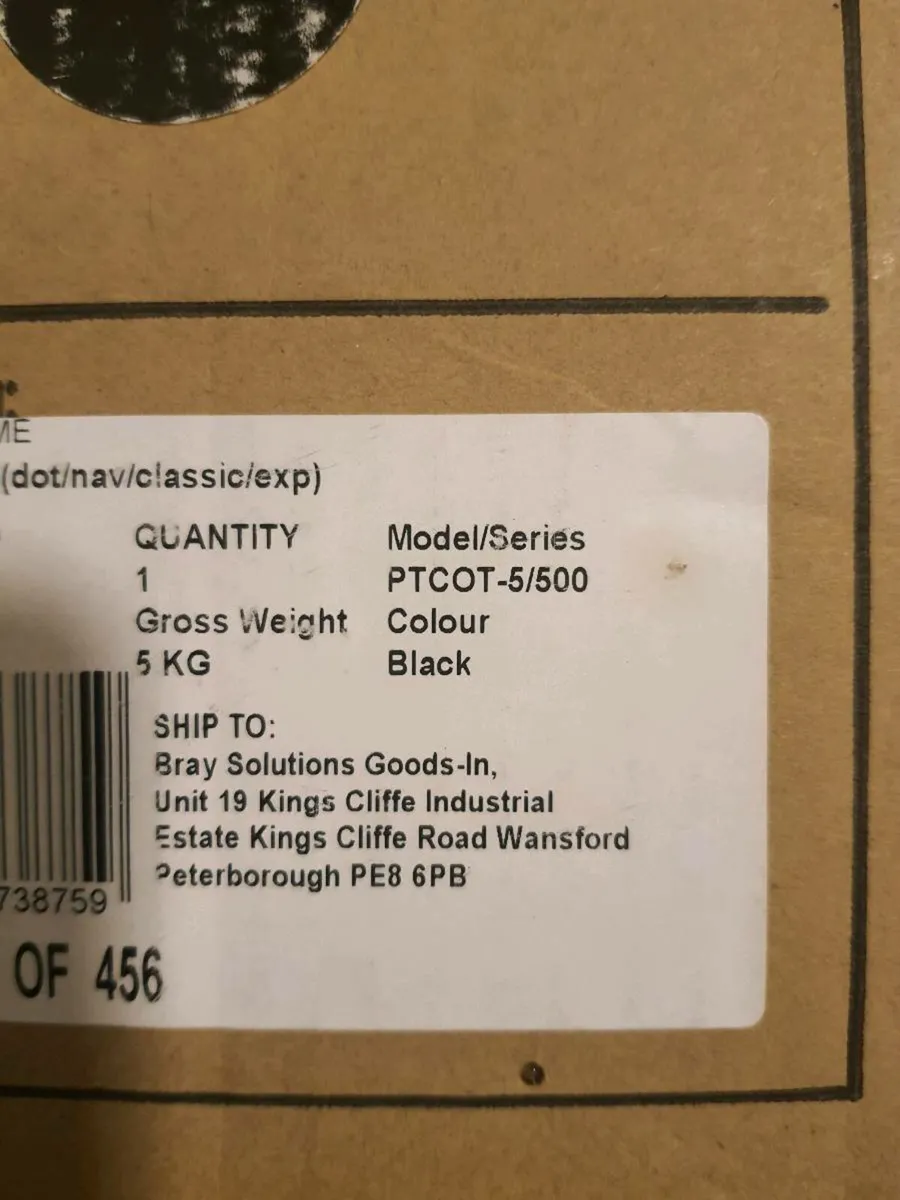 ME
(dot/nav/classic/exp)
QUANTITY Model/Series
1 PTCOT-5/500
Gross Weight Colour
5 KG Black
SHIP TO:
Bray Solutions Goods-In,
Unit 19 Kings Cliffe Industrial
Estate Kings Cliffe Road Wansford
Peterborough PE8 6PB
738759
OF 456